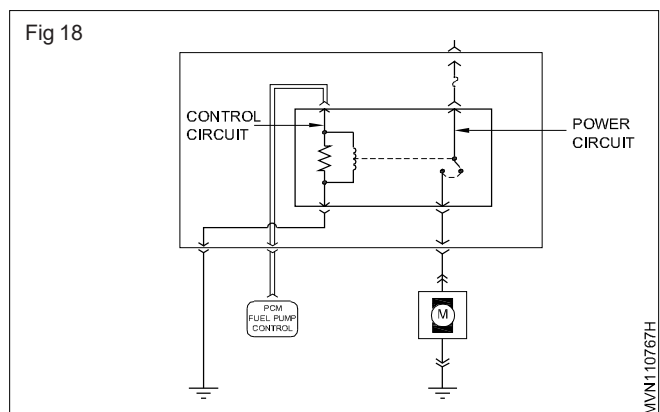 Fig 18
CONTROL
CIRCUIT
POWER
CIRCUIT
PCM
FUEL PUMP
CONTROL
M
MVN110767H